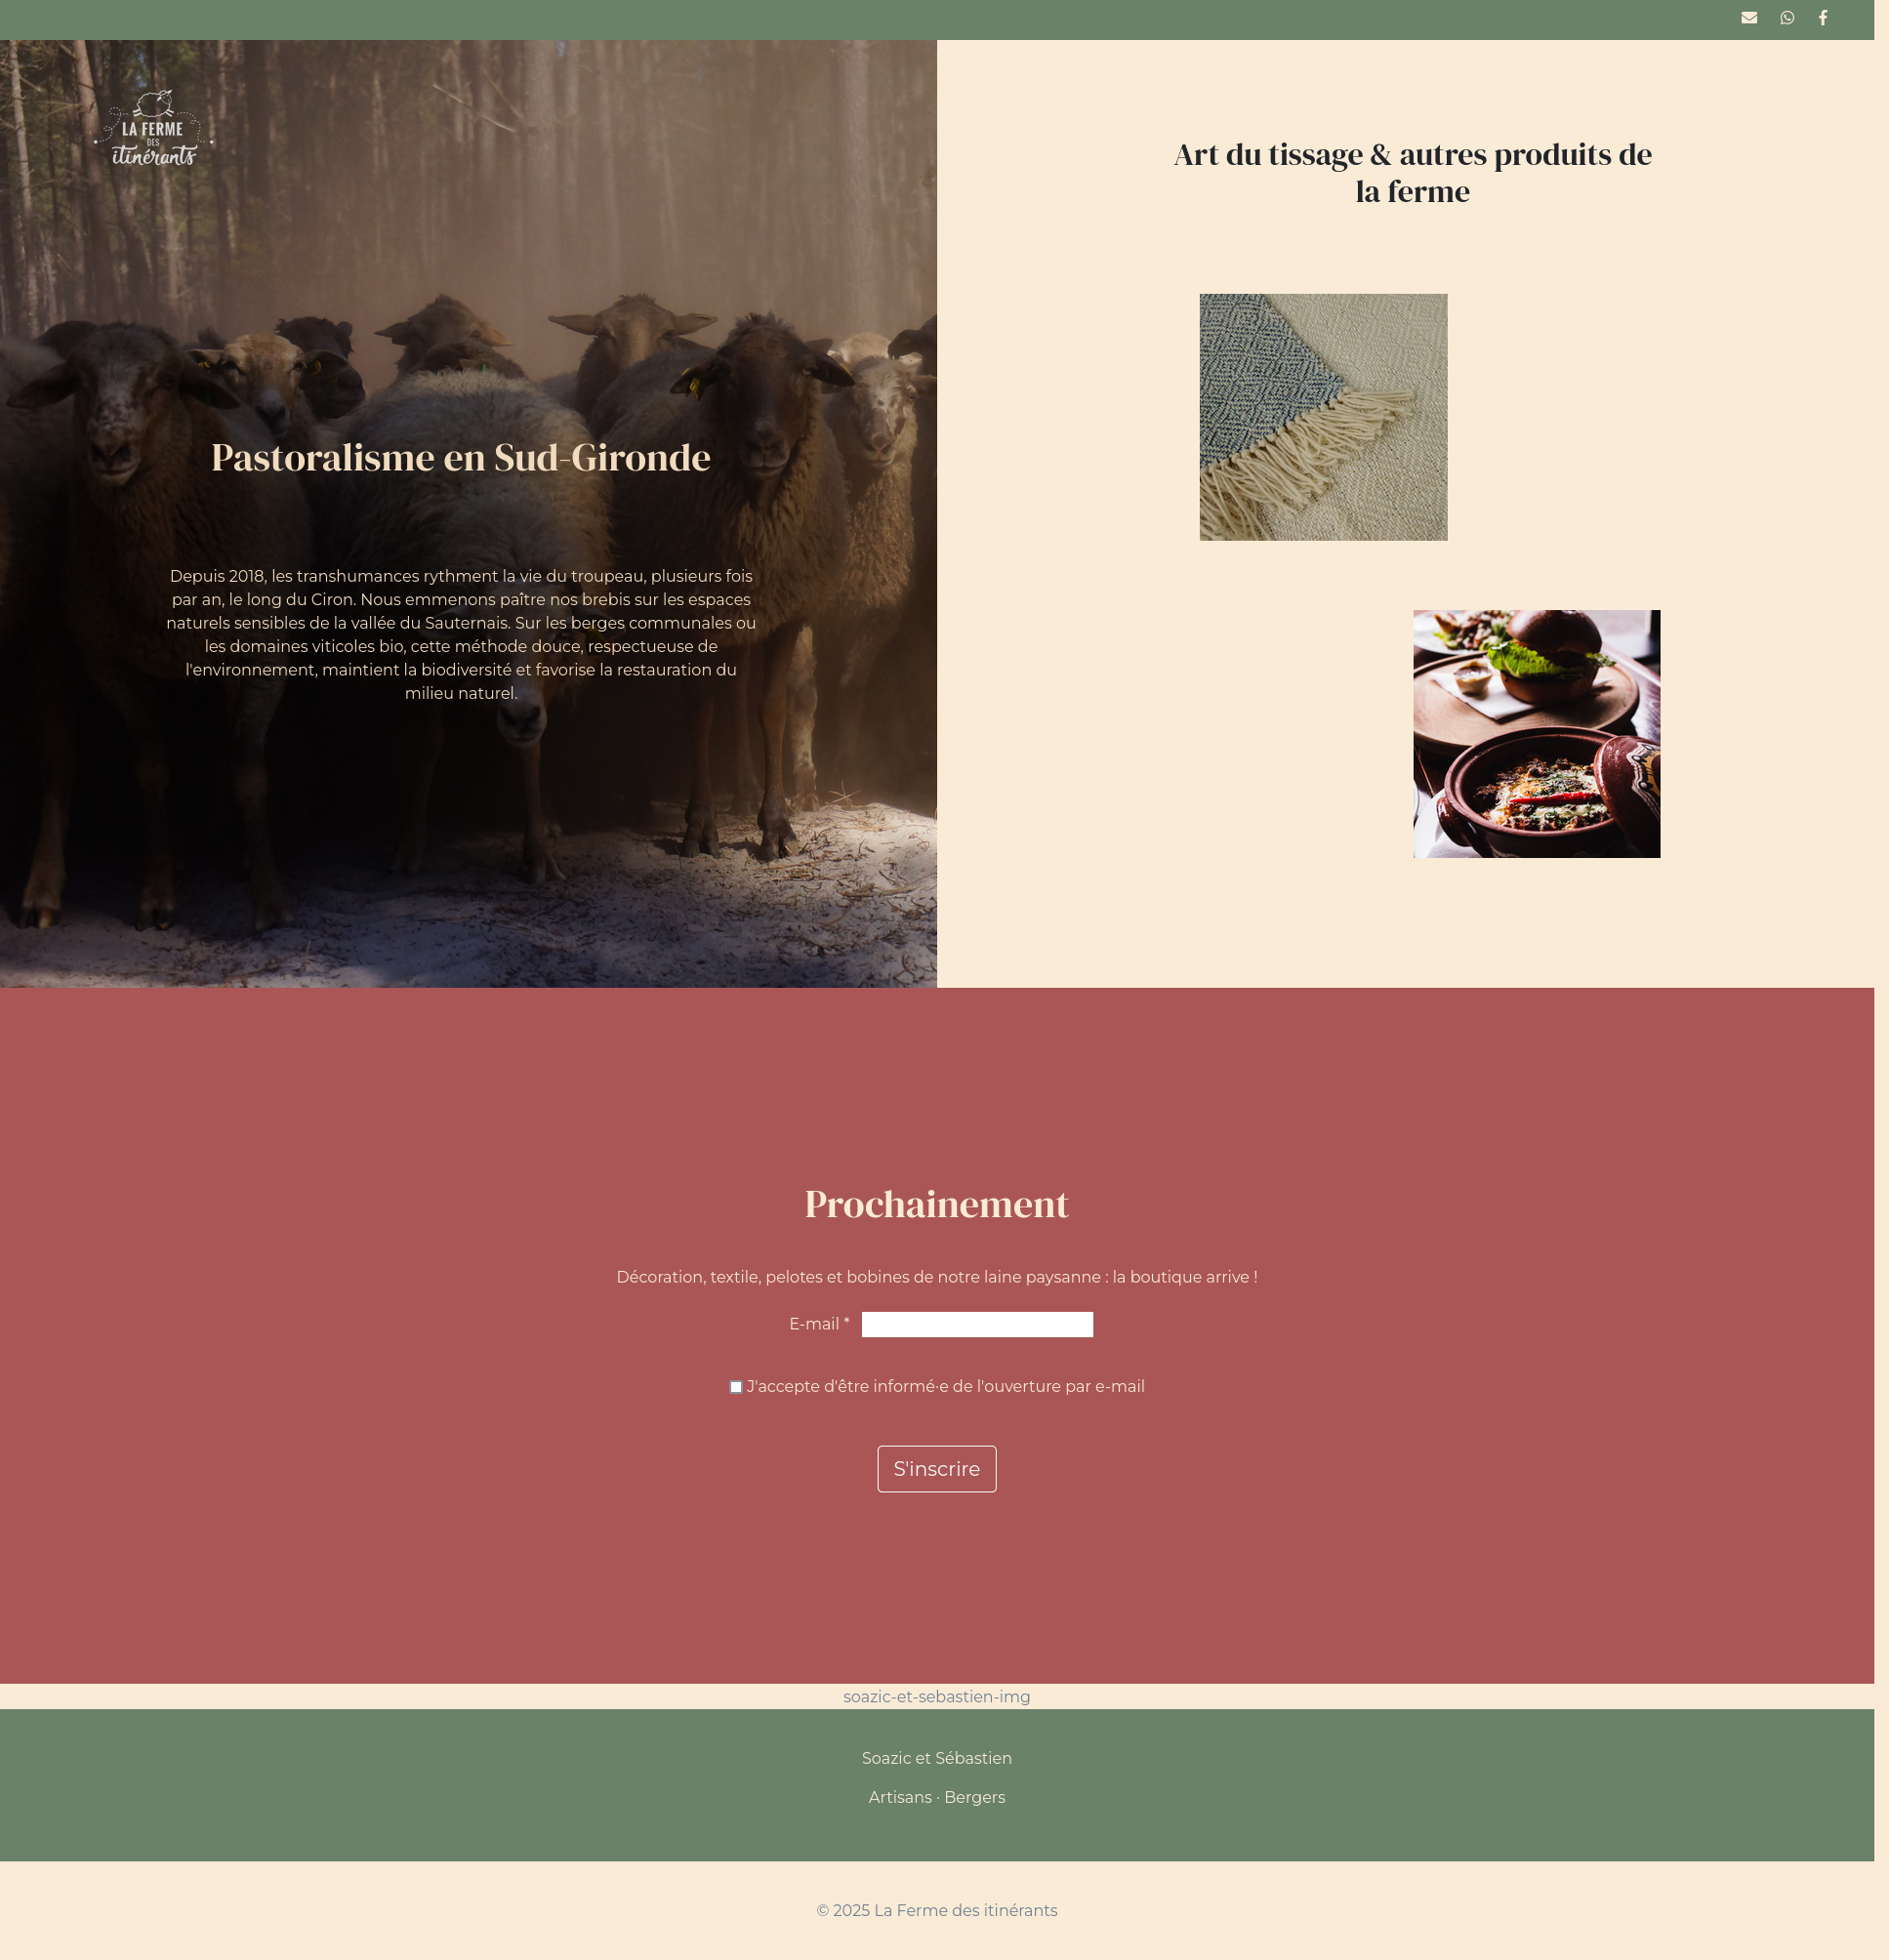 LA FERME
DES
itinérants
Pastoralisme en Sud-Gironde
Depuis 2018, les transhumances rythment la vie du troupeau, plusieurs fois
par an, le long du Ciron. Nous emmenons paître nos brebis sur les espaces
naturels sensibles de la vallée du Sauternais. Sur les berges communales ou
les domaines viticoles bio, cette méthode douce, respectueuse de
l'environnement, maintient la biodiversité et favorise la restauration du
milieu naturel.
Art du tissage & autres produits de
la ferme
Prochainement
Décoration, textile, pelotes et bobines de notre laine paysanne : la boutique arrive !
E-mail *
J'accepte d'être informé·e de l'ouverture par e-mail
S'inscrire
soazic-et-sebastien-img
Soazic et Sébastien
Artisans · Bergers
© 2025 La Ferme des itinérants